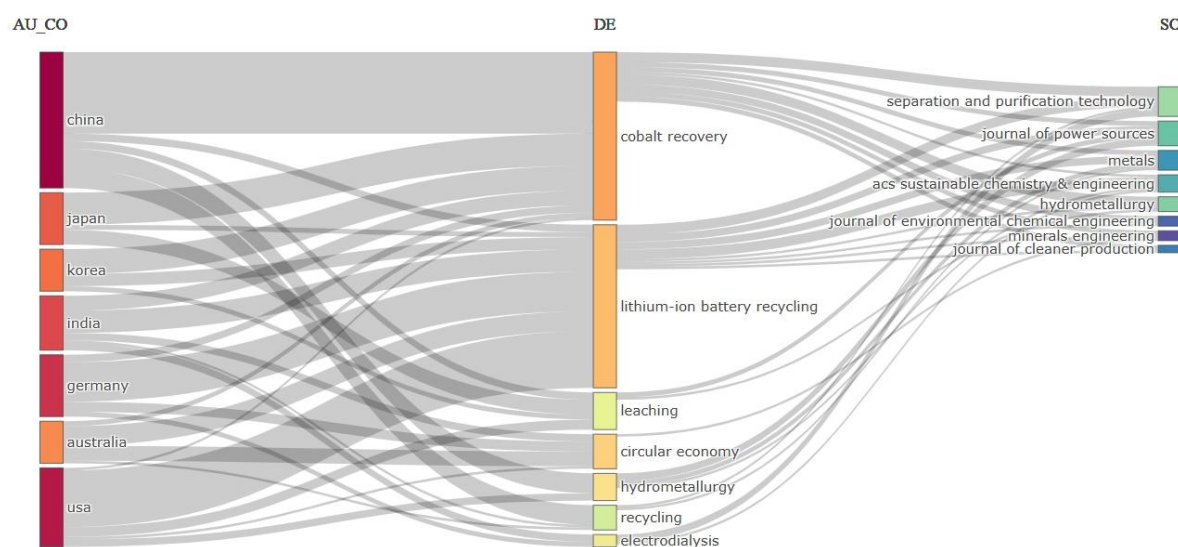 AU_CO
DE
SO
china
japan
korea
india
germany
australia
usa
cobalt recovery
lithium-ion battery recycling
leaching
circular economy
hydrometallurgy
recycling
electrodialysis
separation and purification technology
journal of power sources
metals
acs sustainable chemistry & engineering
hydrometallurgy
journal of environmental chemical engineering
minerals engineering
journal of cleaner production